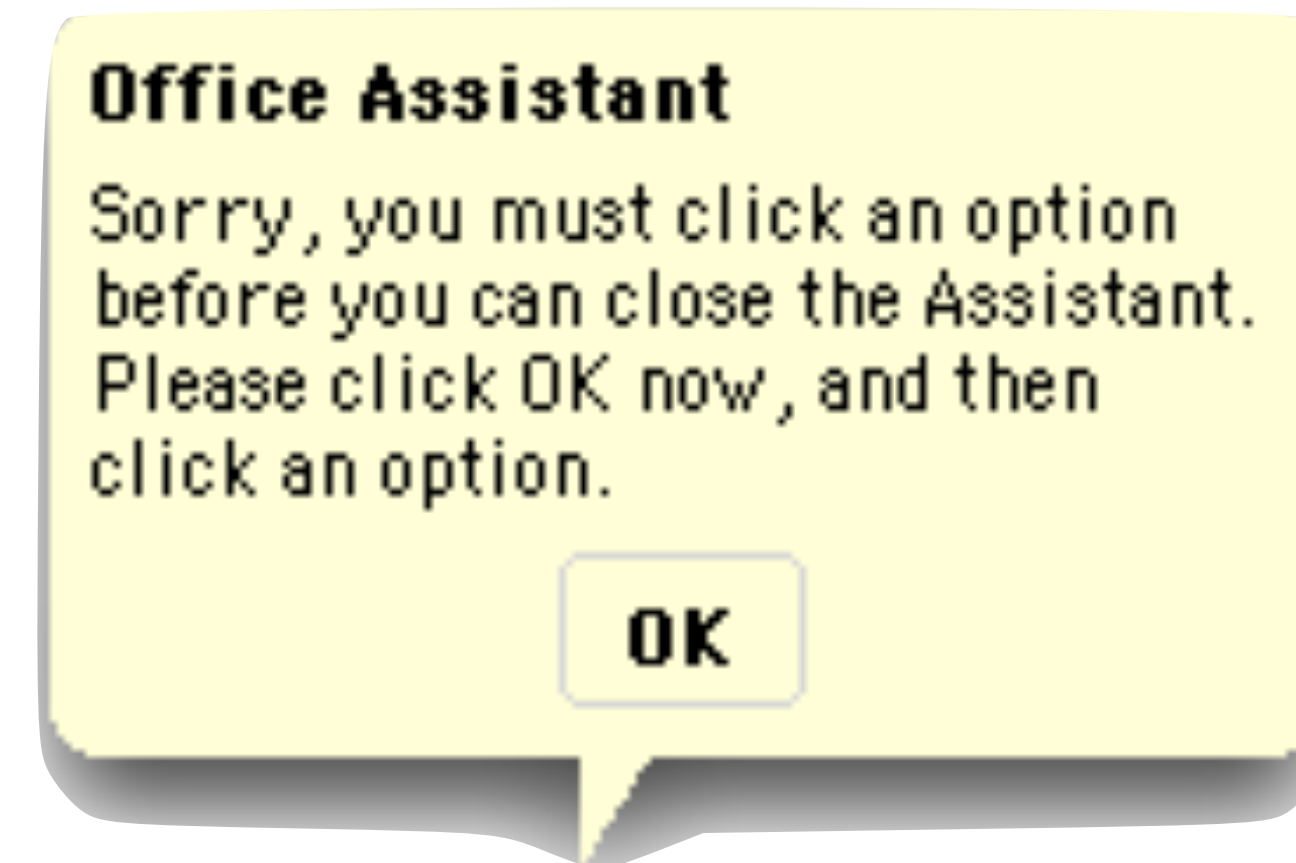 Office Assistant
Sorry, you must click an option
before you can close the Assistant.
Please click OK now, and then
click an option.
OK